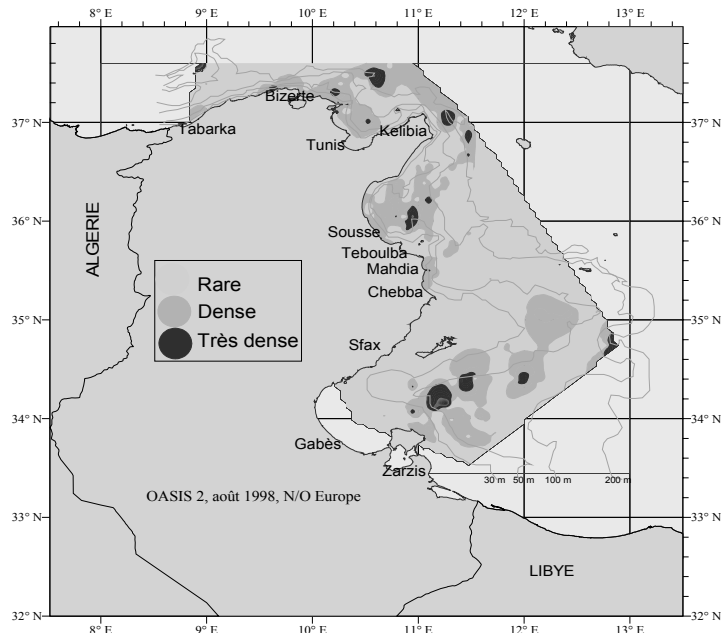 8° E 9° E 10° E 11° E 12° E 13° E
37° N 37° N
36° N 36° N
35° N 35° N
34° N 34° N
33° N 33° N
32° N 32° N
8° E 9° E 10° E 11° E 12° E 13° E
Tabarka
Bizerte
Tunis
Kelibia
ALGERIE
Sousse
Teboulba
Mahdia
Chebba
Rare
Dense
Très dense
Sfax
Gabès
Zarzis
30 m 50 m 100 m 200 m
OASIS 2, août 1998, N/O Europe
LIBYE